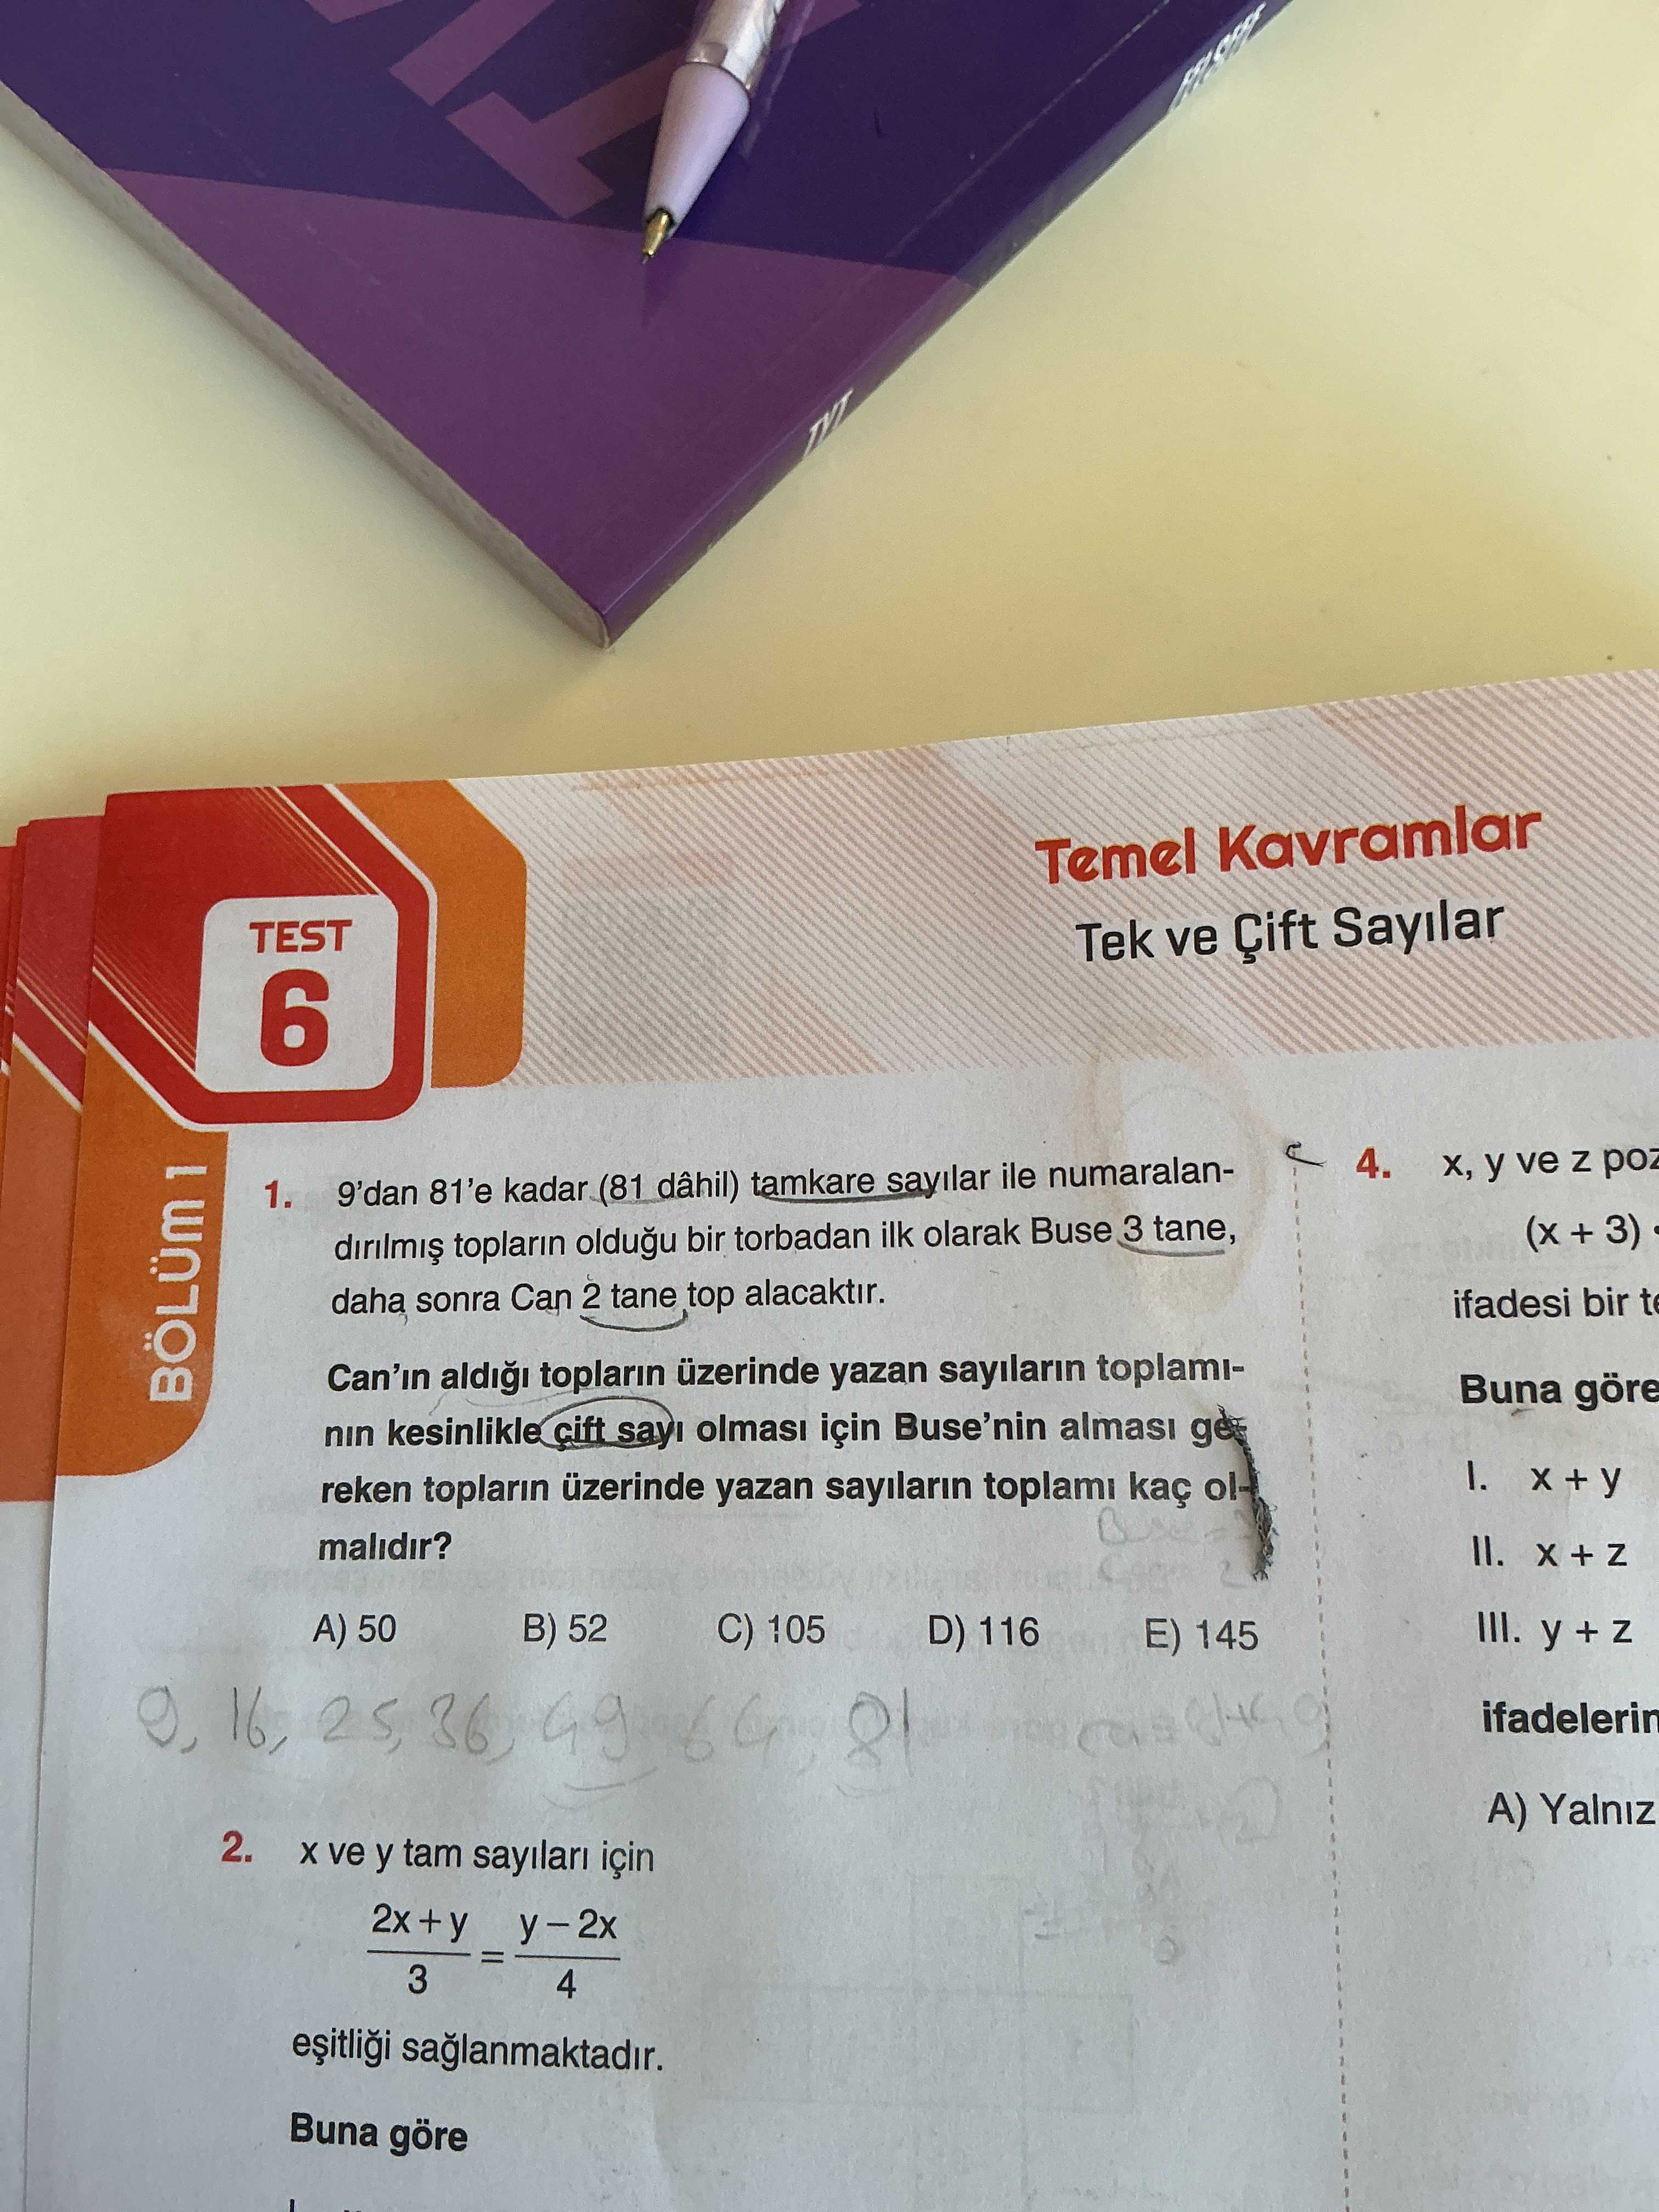 TYT
TEST
6
BÖLÜM 1
Temel Kavramlar
Tek ve Çift Sayılar
1. 9’dan 81’e kadar (81 dâhil) tamkare sayılar ile numaralan-
dırılmış topların olduğu bir torbadan ilk olarak Buse 3 tane,
daha sonra Can 2 tane top alacaktır.
Can’ın aldığı topların üzerinde yazan sayıların toplamı-
nın kesinlikle çift sayı olması için Buse’nin alması ge-
reken topların üzerinde yazan sayıların toplamı kaç ol-
malıdır?
A) 50 B) 52 C) 105 D) 116 E) 145
9, 16, 25, 36, 49 64, 81
2. x ve y tam sayıları için
2x + y / 3 = y – 2x / 4
eşitliği sağlanmaktadır.
Buna göre
4. x, y ve z poz
(x + 3)
ifadesi bir te
Buna göre
I. x + y
II. x + z
III. y + z
ifadelerin
A) Yalnız